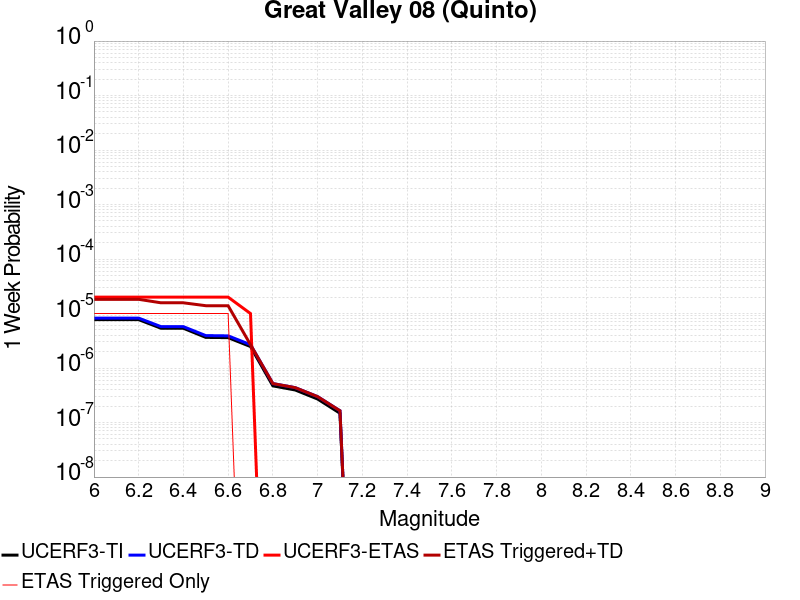 Great Valley 08 (Quinto)
1 Week Probability
10^0
10^-1
10^-2
10^-3
10^-4
10^-5
10^-6
10^-7
10^-8
6 6.2 6.4 6.6 6.8 7 7.2 7.4 7.6 7.8 8 8.2 8.4 8.6 8.8 9
Magnitude
UCERF3-TI UCERF3-TD UCERF3-ETAS ETAS Triggered+TD
ETAS Triggered Only